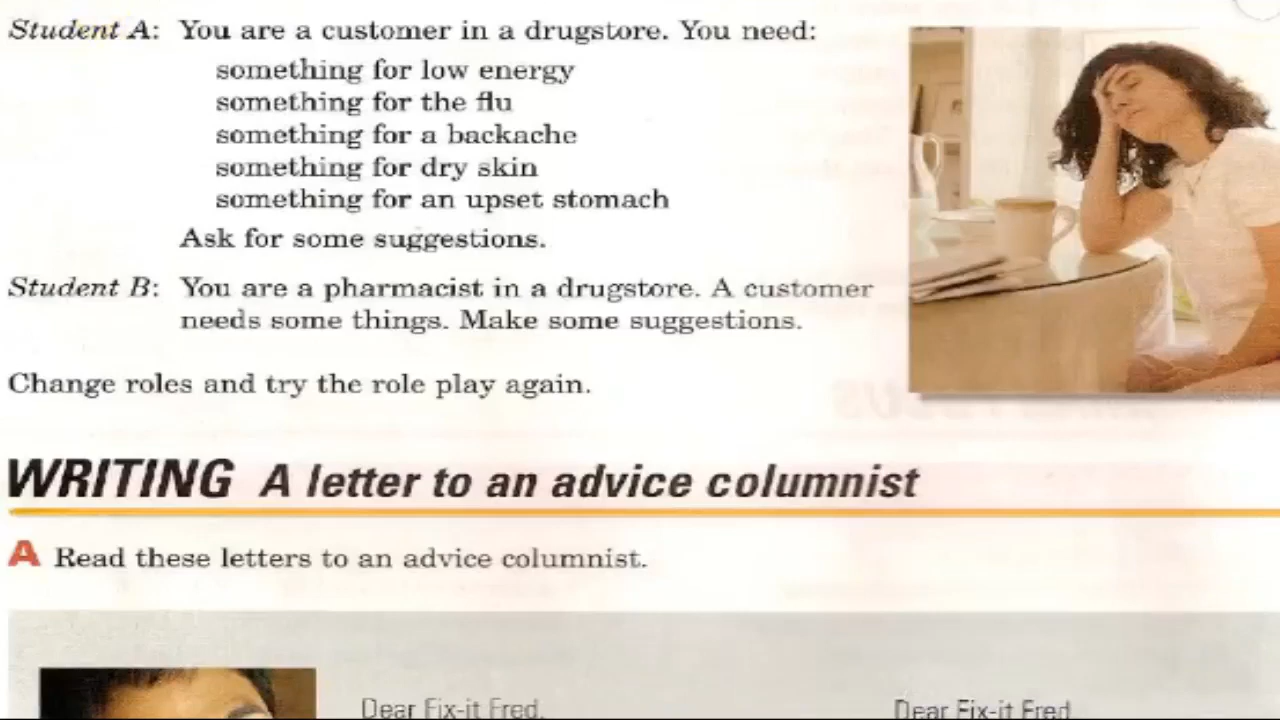 Student A: You are a customer in a drugstore. You need:
something for low energy
something for the flu
something for a backache
something for dry skin
something for an upset stomach
Ask for some suggestions.
Student B: You are a pharmacist in a drugstore. A customer
needs some things. Make some suggestions.
Change roles and try the role play again.
WRITING A letter to an advice columnist
A Read these letters to an advice columnist.
Dear Fix-it Fred,
Dear Fix-it Fred,